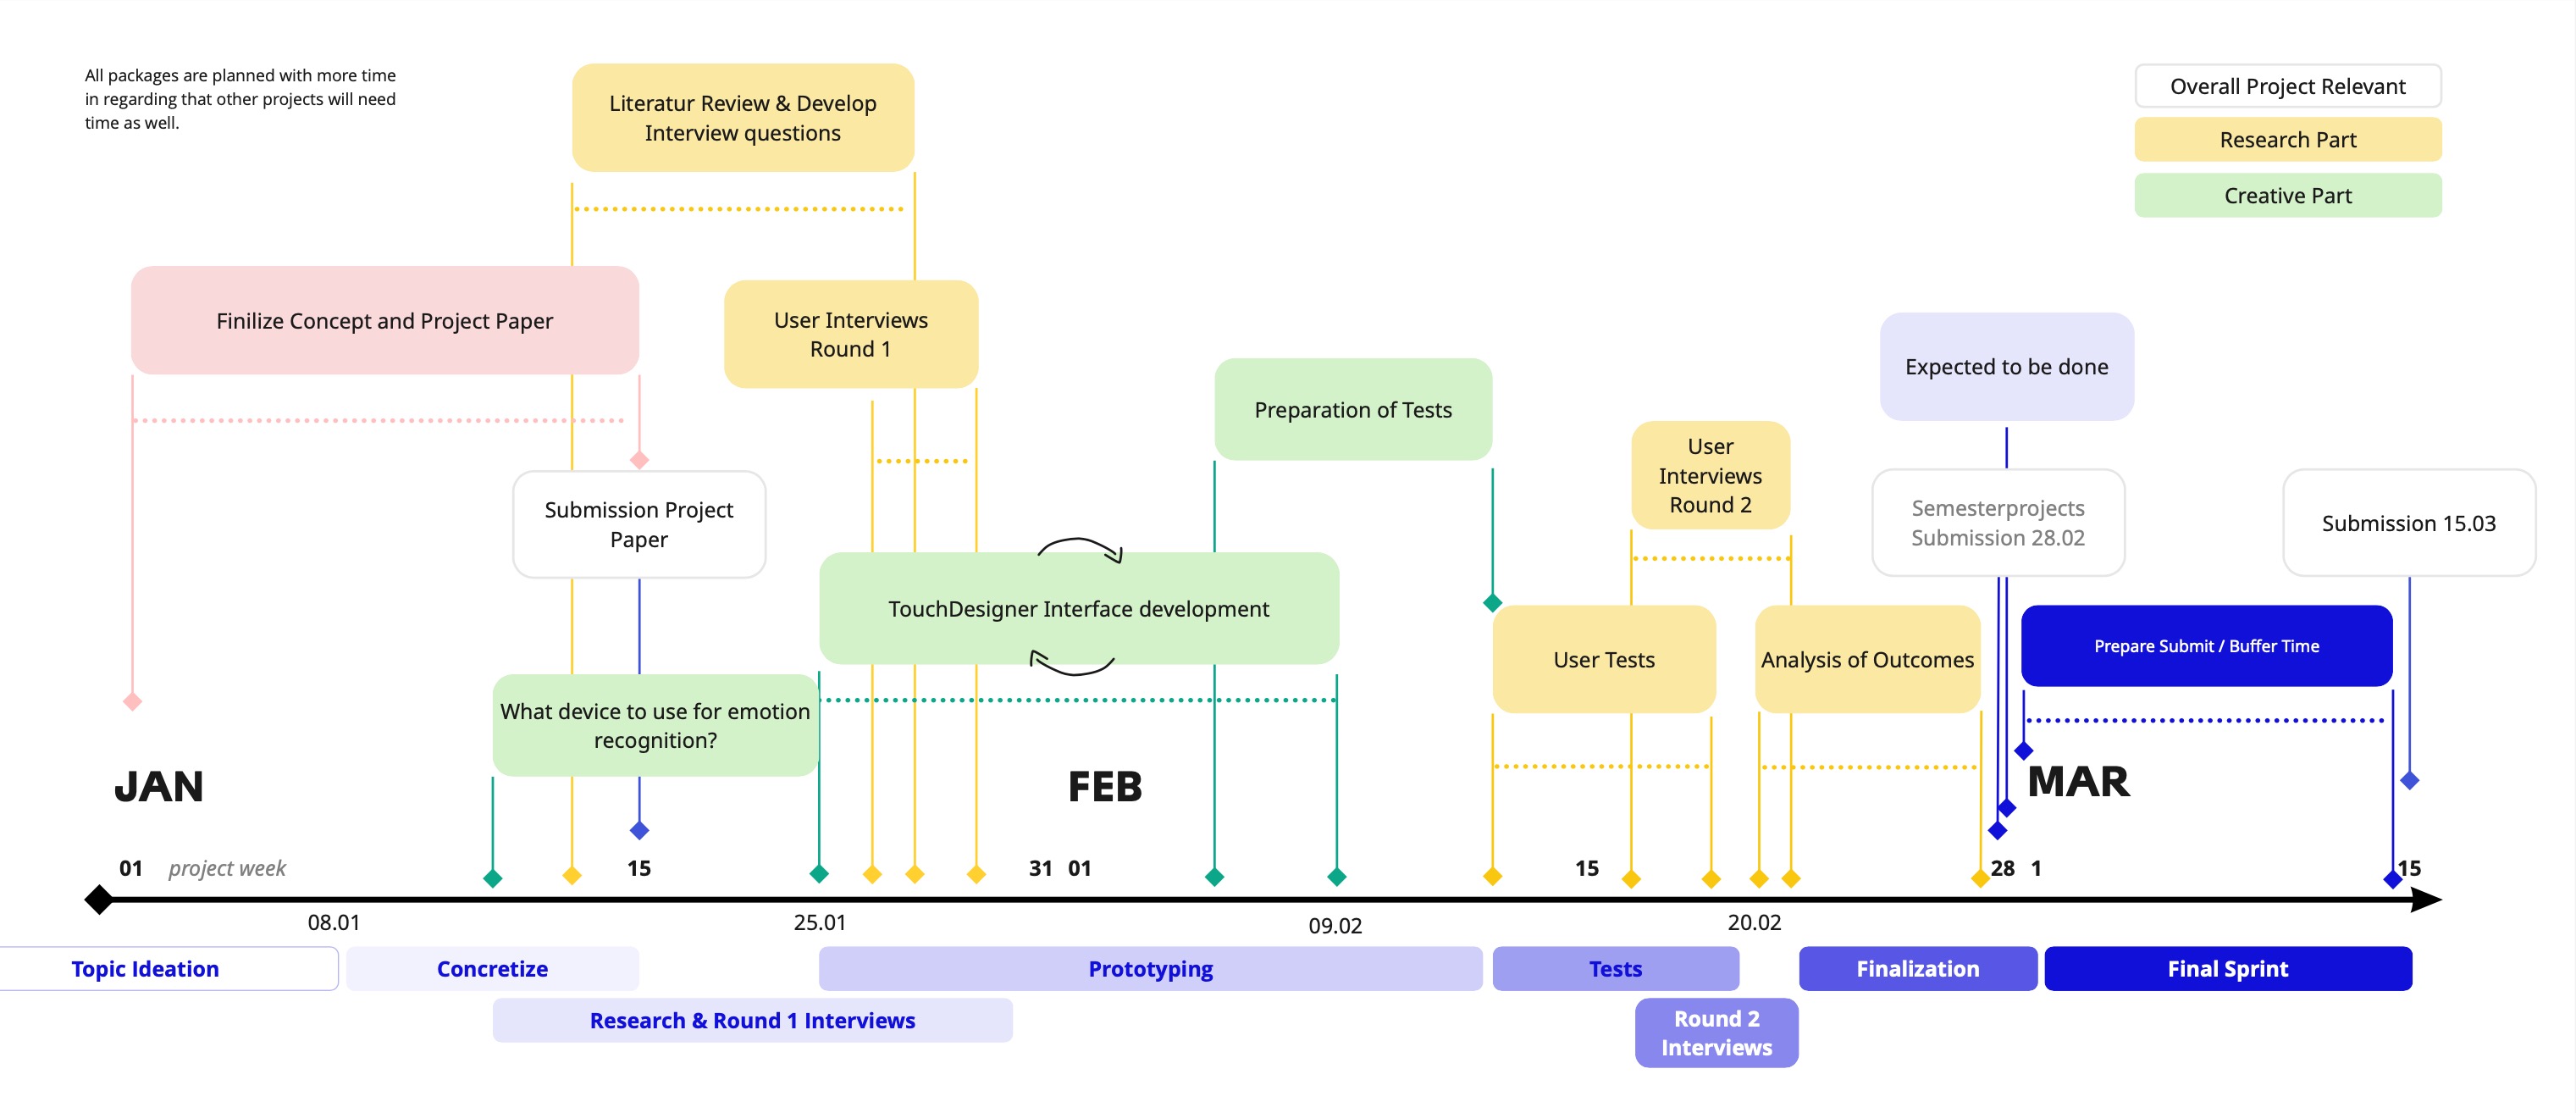 All packages are planned with more time
in regarding that other projects will need
time as well.
Literatur Review & Develop
Interview questions
Overall Project Relevant
Research Part
Creative Part
Finilize Concept and Project Paper
User Interviews
Round 1
Expected to be done
Preparation of Tests
User
Interviews
Round 2
Submission Project
Paper
Semesterprojects
Submission 28.02
Submission 15.03
TouchDesigner Interface development
User Tests
Analysis of Outcomes
Prepare Submit / Buffer Time
What device to use for emotion
recognition?
JAN
FEB
MAR
01 project week
15
31 01
15
28 1
15
08.01
25.01
09.02
20.02
Topic Ideation
Concretize
Prototyping
Tests
Finalization
Final Sprint
Research & Round 1 Interviews
Round 2
Interviews